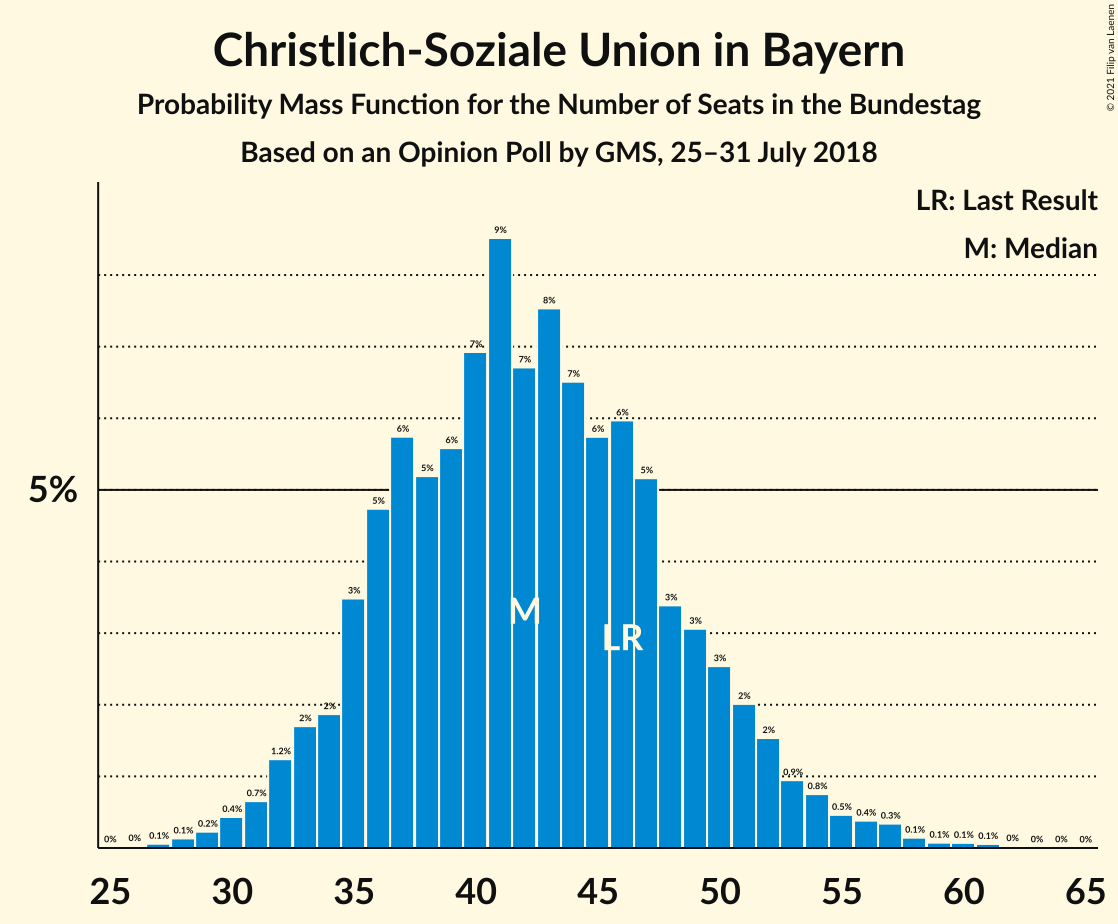 Christlich-Soziale Union in Bayern
Probability Mass Function for the Number of Seats in the Bundestag
Based on an Opinion Poll by GMS, 25–31 July 2018
© 2021 Filip van Laenen
LR: Last Result
M: Median
5%
0% 0% 0.1% 0.1% 0.2% 0.4% 0.7% 1.2% 2% 2% 3% 5% 6% 5% 6% 7% 9% 7% 8% 7% 6% 6% 5% 3% 3% 3% 2% 2% 0.9% 0.8% 0.5% 0.4% 0.3% 0.1% 0.1% 0.1% 0.1% 0% 0% 0% 0%
M
LR
25 30 35 40 45 50 55 60 65